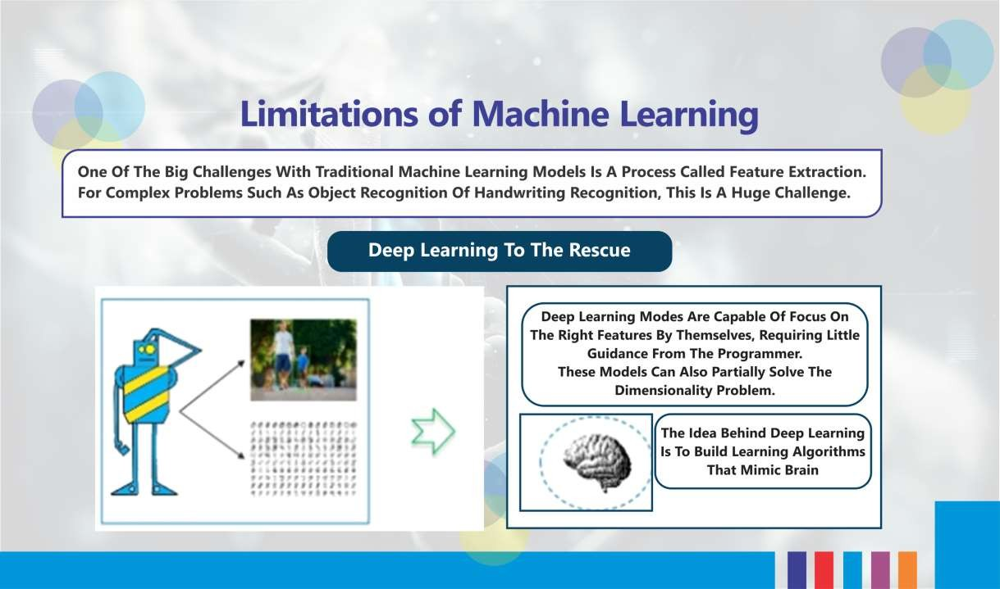 Limitations of Machine Learning
One Of The Big Challenges With Traditional Machine Learning Models Is A Process Called Feature Extraction.
For Complex Problems Such As Object Recognition Of Handwriting Recognition, This Is A Huge Challenge.
Deep Learning To The Rescue
Deep Learning Modes Are Capable Of Focus On
The Right Features By Themselves, Requiring Little
Guidance From The Programmer.
These Models Can Also Partially Solve The
Dimensionality Problem.
The Idea Behind Deep Learning
Is To Build Learning Algorithms
That Mimic Brain